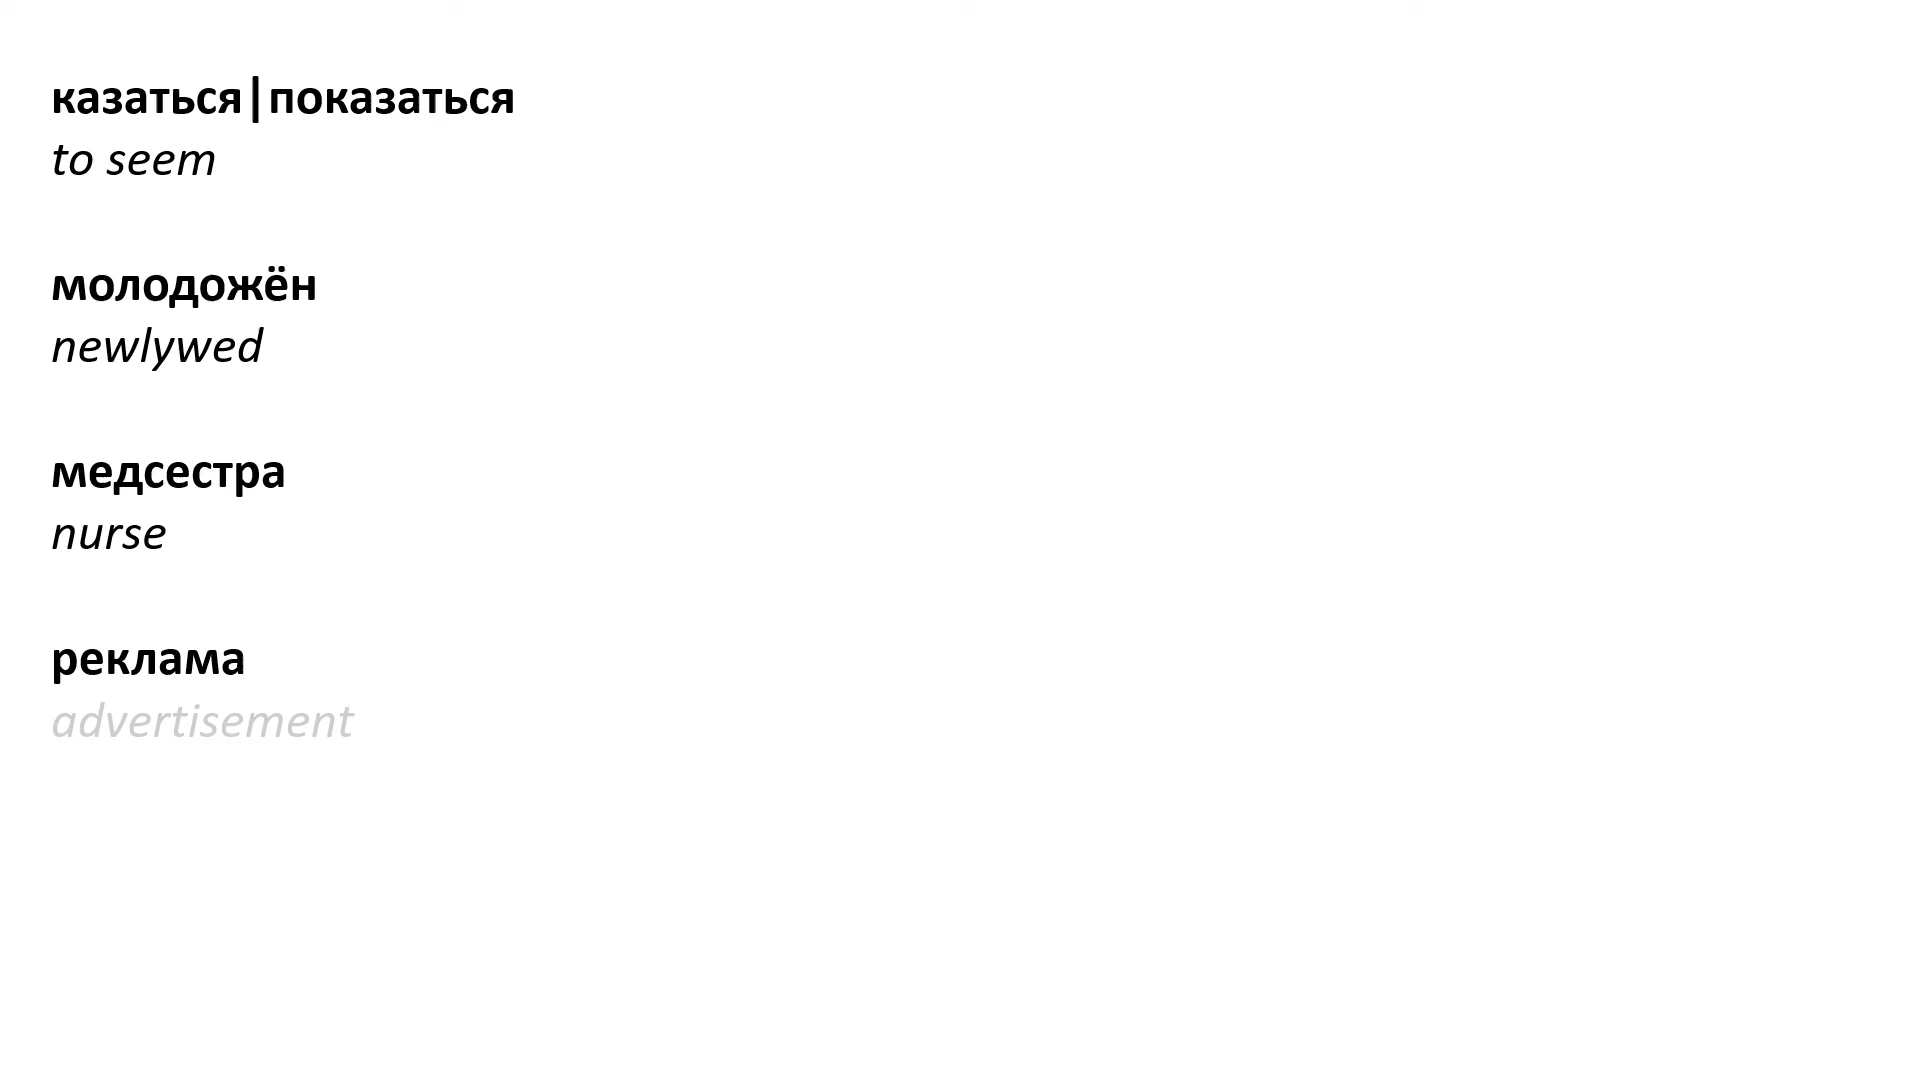 казаться|показаться
to seem
молодожён
newlywed
медсестра
nurse
реклама
advertisement